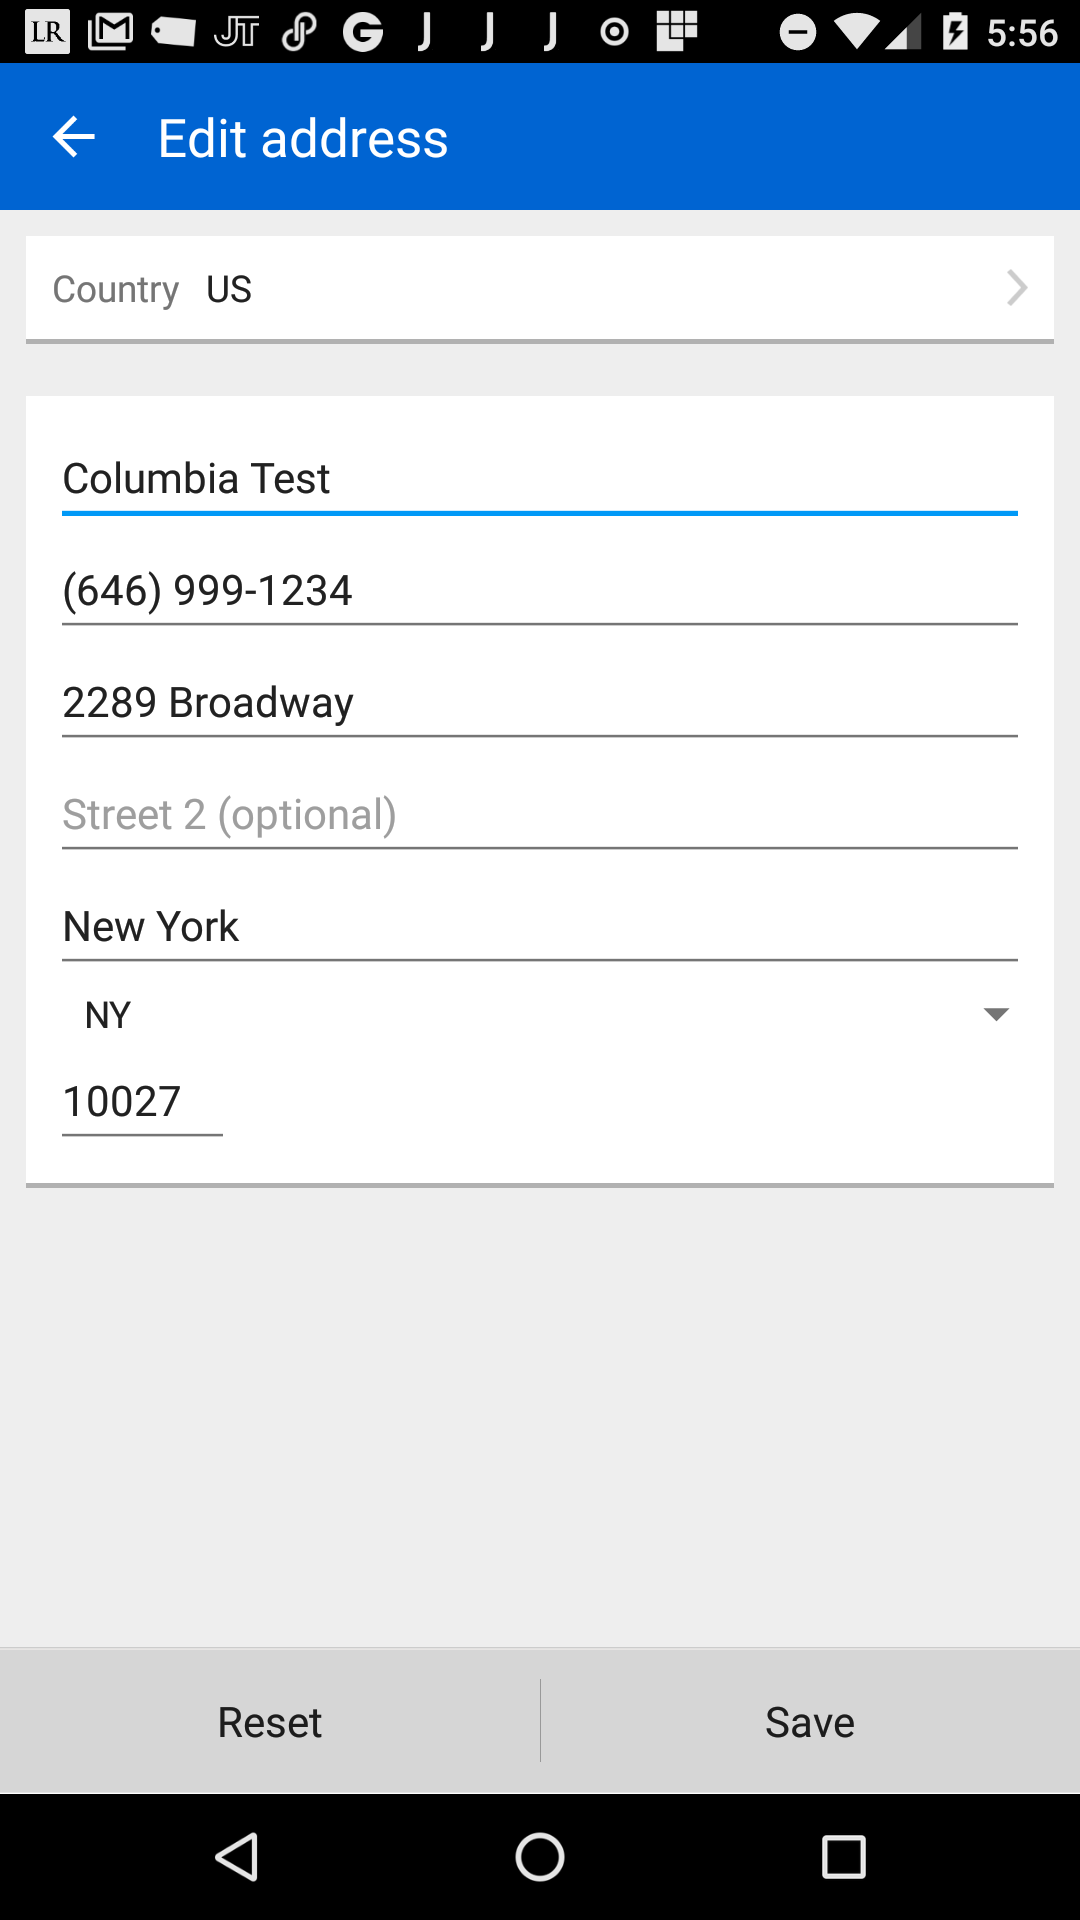 LR M JT G J J J 5:56
Edit address
Country US
Columbia Test
(646) 999-1234
2289 Broadway
Street 2 (optional)
New York
NY
10027
Reset Save